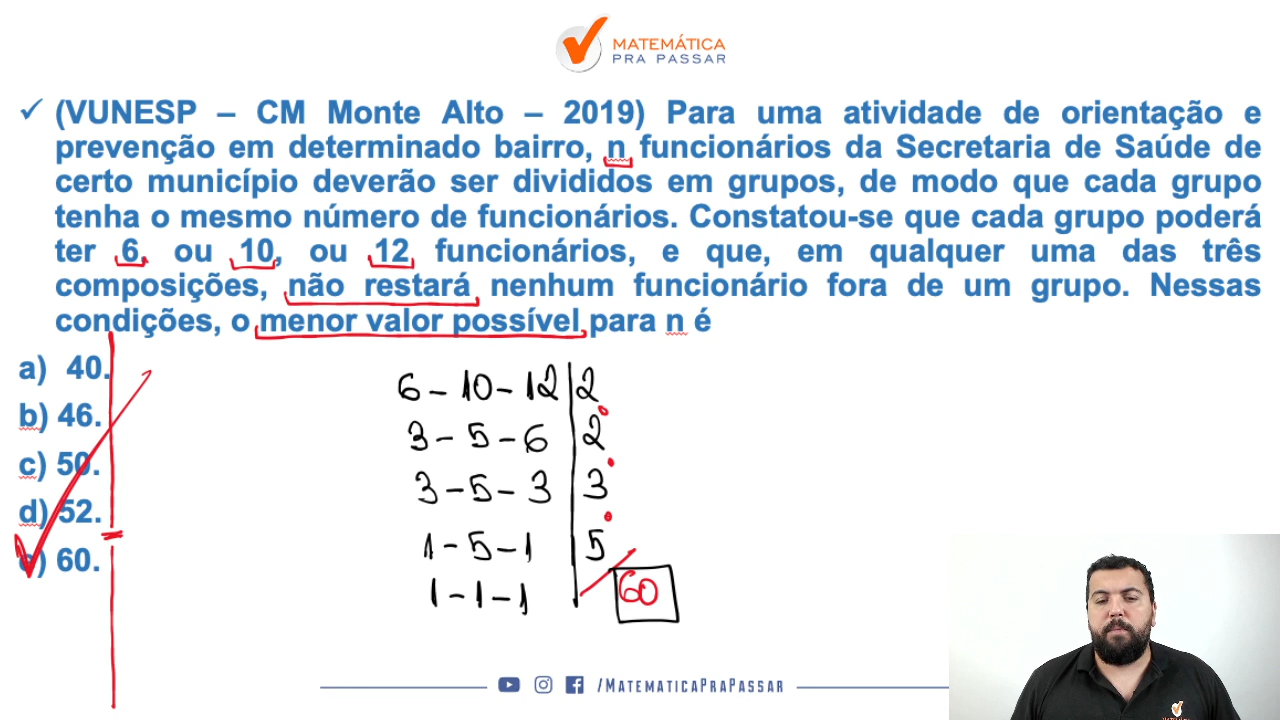 MATEMÁTICA
PRA PASSAR
✓ (VUNESP – CM Monte Alto – 2019) Para uma atividade de orientação e
prevenção em determinado bairro, n funcionários da Secretaria de Saúde de
certo município deverão ser divididos em grupos, de modo que cada grupo
tenha o mesmo número de funcionários. Constatou-se que cada grupo poderá
ter 6, ou 10, ou 12 funcionários, e que, em qualquer uma das três
composições, não restará nenhum funcionário fora de um grupo. Nessas
condições, o menor valor possível para n é
a) 40.
b) 46.
c) 50.
d) 52.
e) 60.
6 - 10 - 12 | 2
3 - 5 - 6 | 2
3 - 5 - 3 | 3
1 - 5 - 1 | 5
1 - 1 - 1 | 60
/MATEMATICAPRAPASSAR